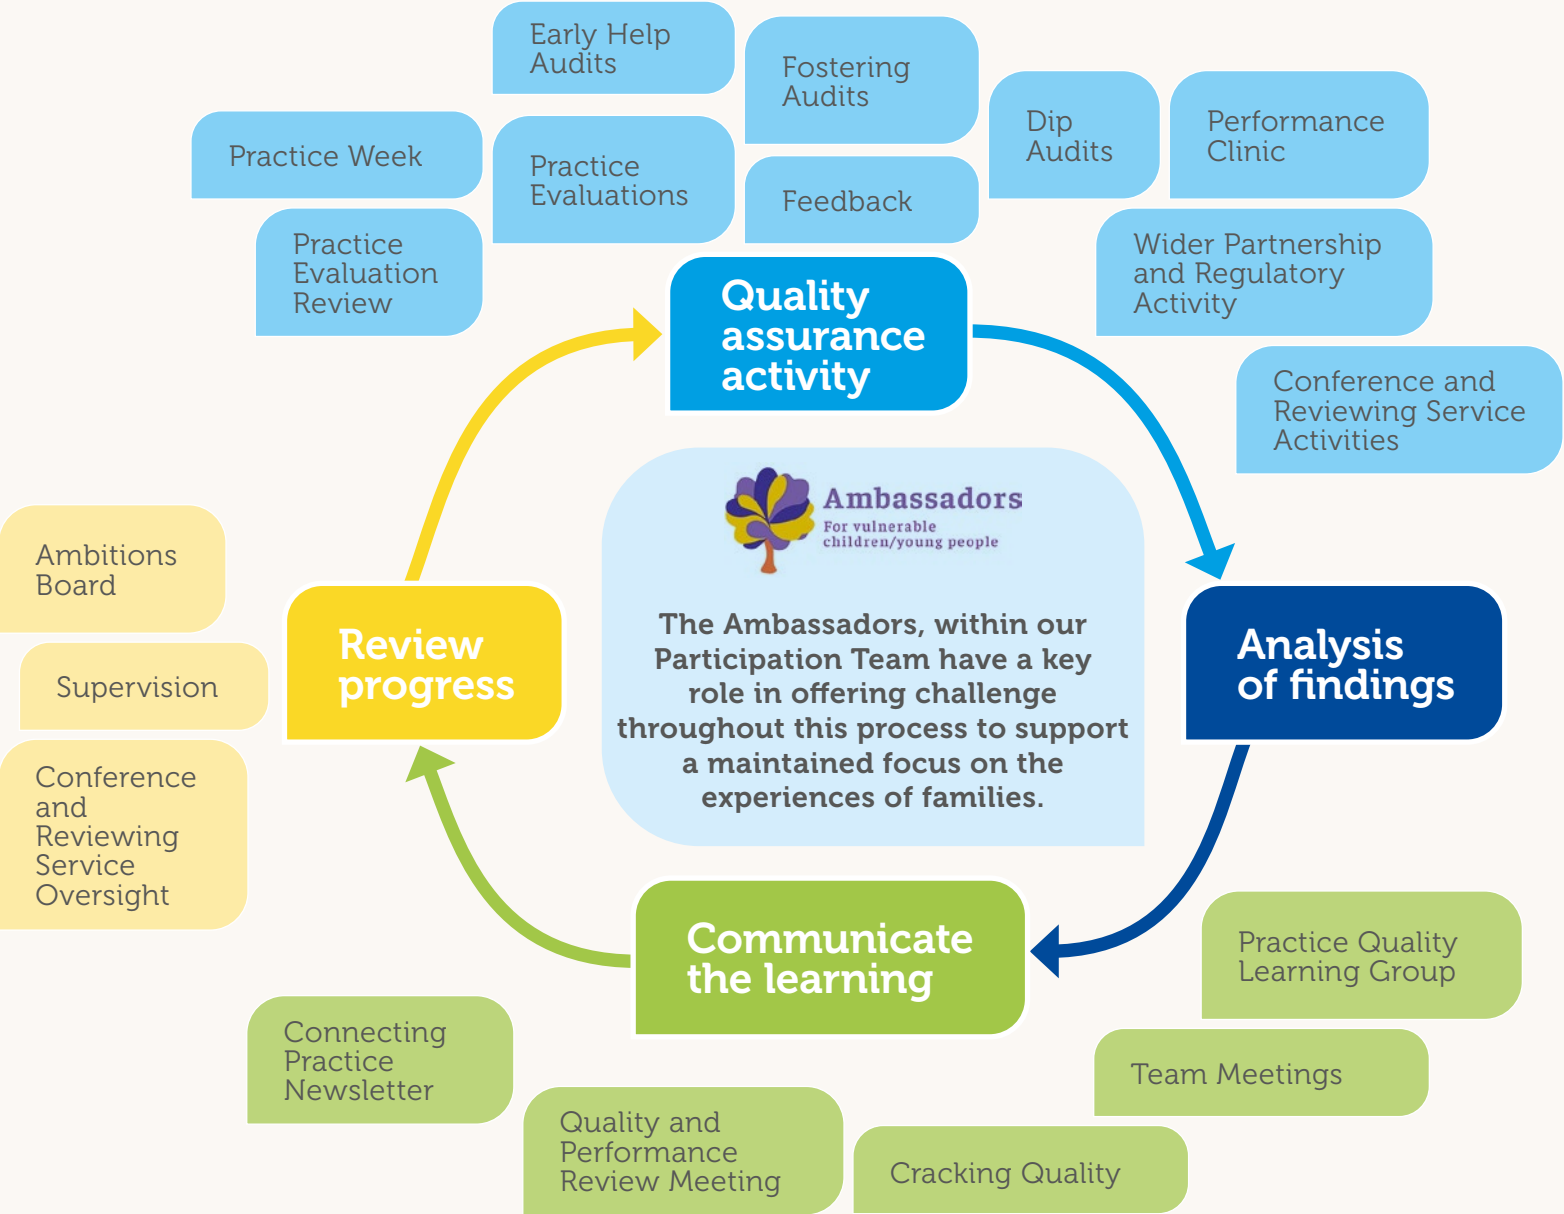 Early Help
Audits
Fostering
Audits
Dip
Audits
Performance
Clinic
Practice Week
Practice
Evaluations
Feedback
Practice
Evaluation
Review
Wider Partnership
and Regulatory
Activity
Quality
assurance
activity
Conference and
Reviewing Service
Activities
Ambassadors
For vulnerable
children/young people
The Ambassadors, within our
Participation Team have a key
role in offering challenge
throughout this process to support
a maintained focus on the
experiences of families.
Ambitions
Board
Supervision
Conference
and
Reviewing
Service
Oversight
Review
progress
Analysis
of findings
Communicate
the learning
Practice Quality
Learning Group
Team Meetings
Cracking Quality
Quality and
Performance
Review Meeting
Connecting
Practice
Newsletter